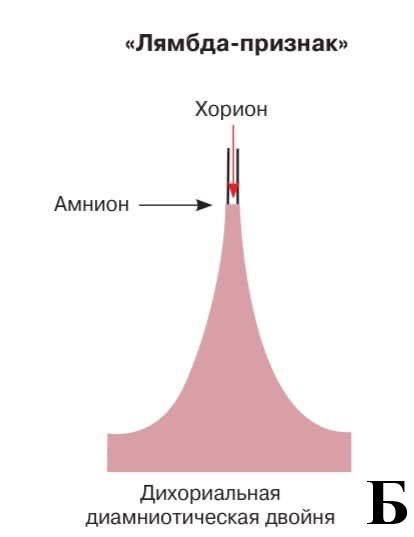 «Лямбда-признак»
Хорион
Амнион
Дихориальная
диамниотическая двойня
Б